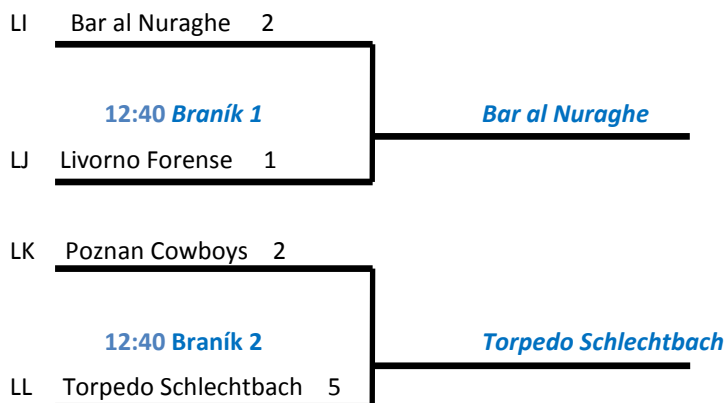 LI Bar al Nuraghe 2
12:40 Braník 1 Bar al Nuraghe
LJ Livorno Forense 1
LK Poznan Cowboys 2
12:40 Braník 2 Torpedo Schlechtbach
LL Torpedo Schlechtbach 5